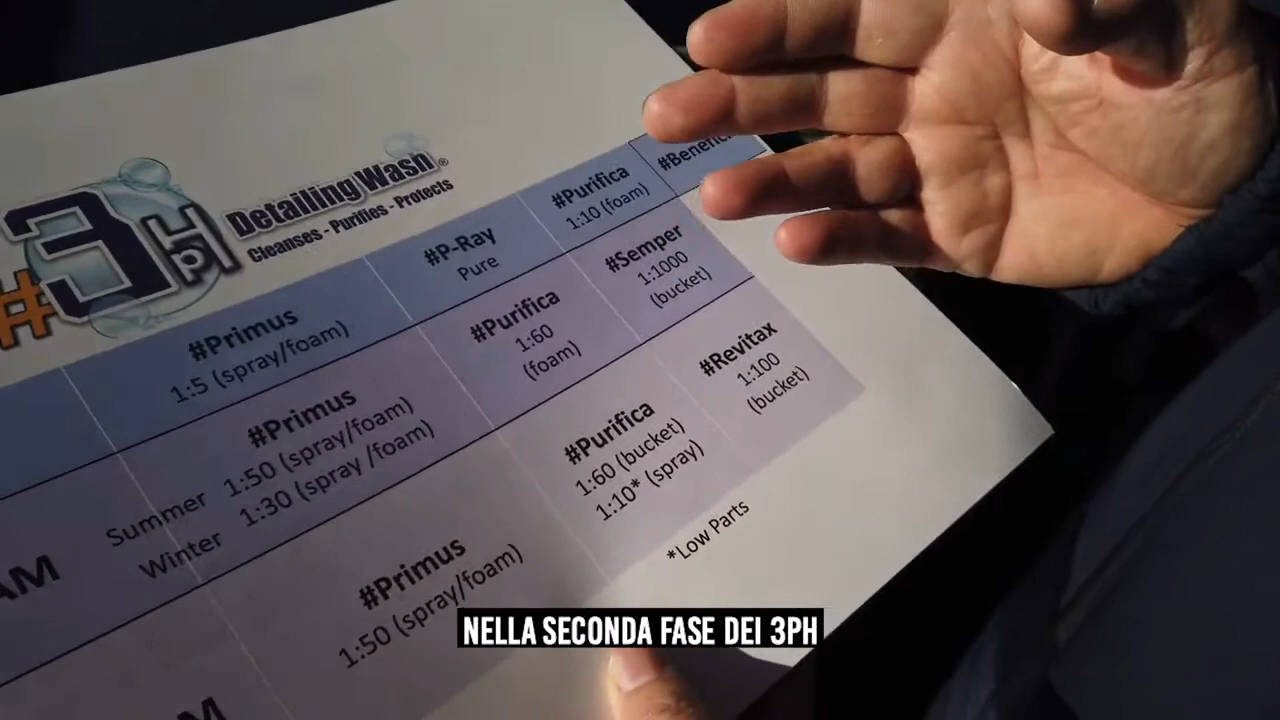 #3pH
Detailing Wash®
Cleanses - Purifies - Protects
#Primus
1:5 (spray/foam)
#P-Ray
Pure
#Purifica
1:10 (foam)
#Primus
Summer 1:50 (spray/foam)
Winter 1:30 (spray /foam)
#Purifica
1:60
(foam)
#Semper
1:1000
(bucket)
#Primus
1:50 (spray/foam)
#Purifica
1:60 (bucket)
1:10* (spray)
#Revitax
1:100
(bucket)
*Low Parts
NELLA SECONDA FASE DEI 3PH